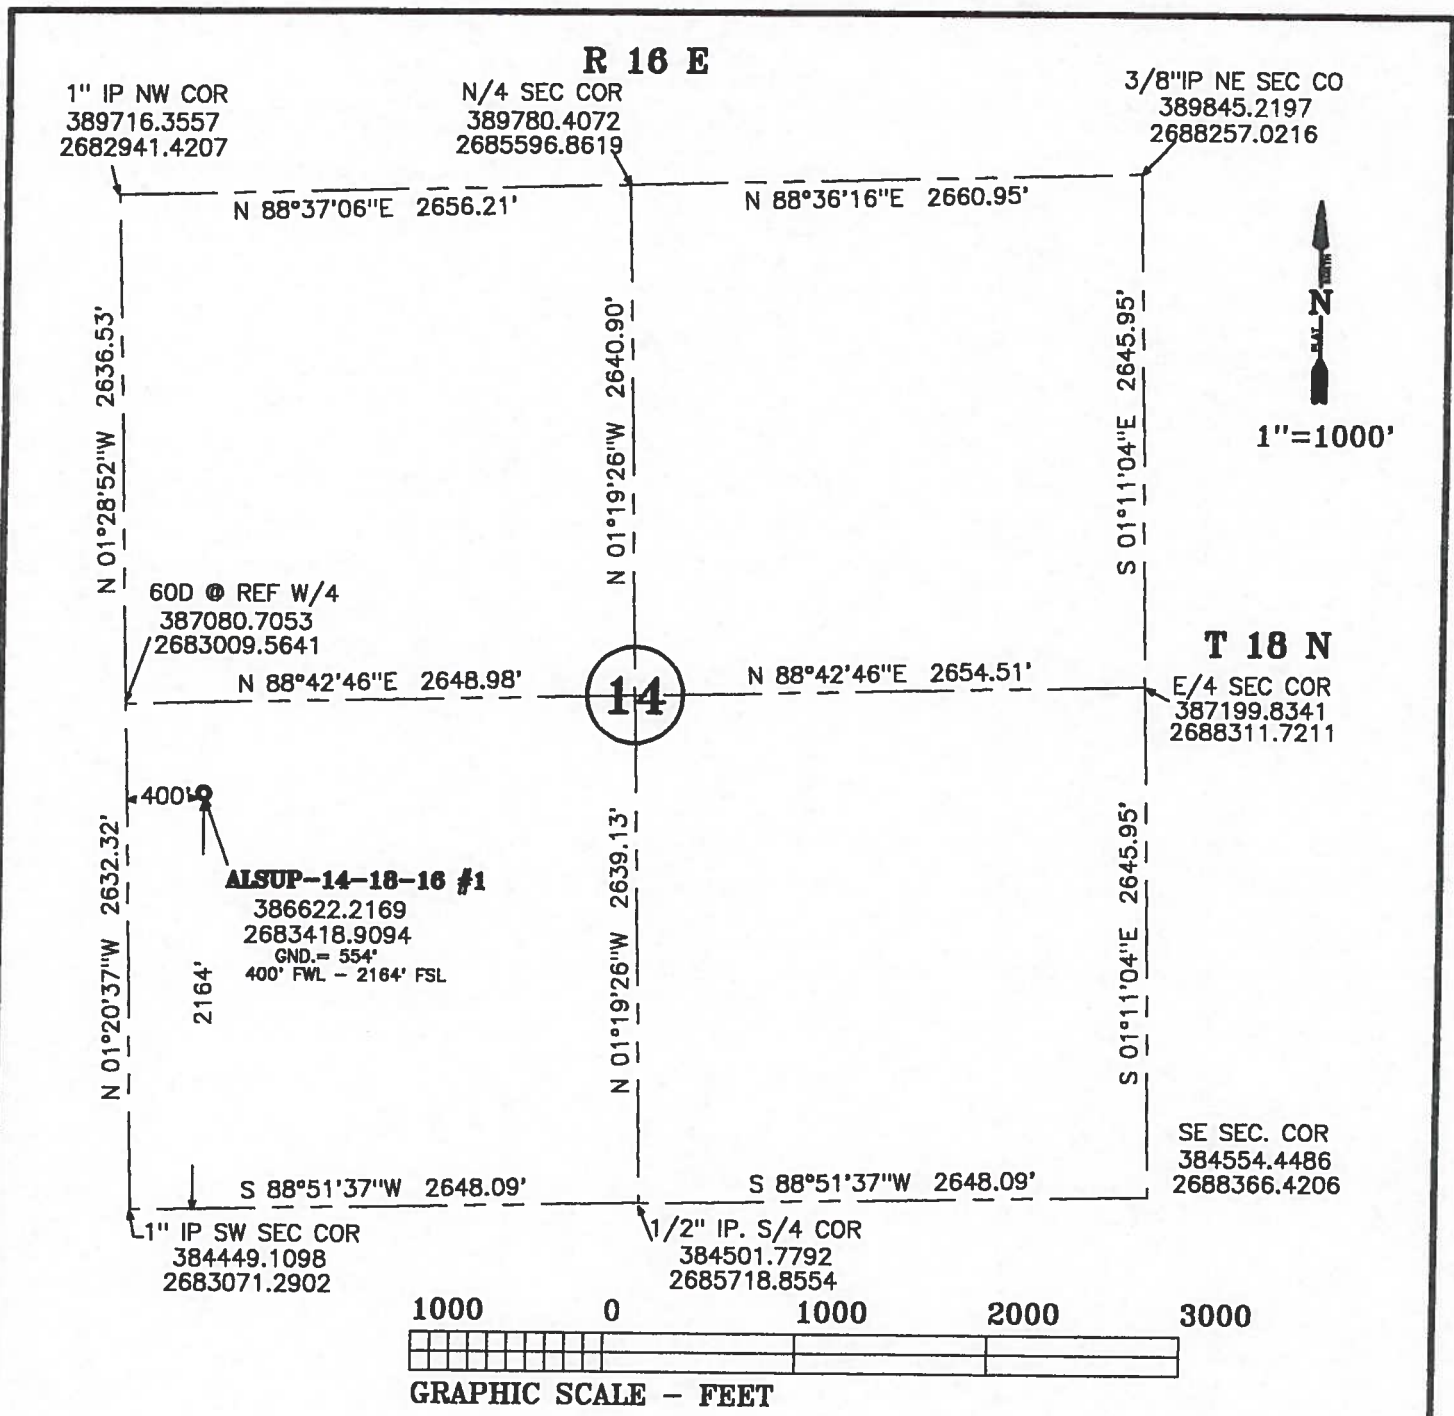 R 16 E
1" IP NW COR
389716.3557
2682941.4207
N/4 SEC COR
389780.4072
2685596.8619
3/8"IP NE SEC CO
389845.2197
2688257.0216
N 88°37'06"E 2656.21'
N 88°36'16"E 2660.95'
N 01°28'52"W 2636.53'
N 01°19'26"W 2640.90'
S 01°11'04"E 2645.95'
NORTH
N
PLAT
1"=1000'
60D @ REF W/4
387080.7053
2683009.5641
T 18 N
N 88°42'46"E 2648.98'
14
N 88°42'46"E 2654.51'
E/4 SEC COR
387199.8341
2688311.7211
400'
N 01°20'37"W 2632.32'
ALSUP-14-18-16 #1
386622.2169
2683418.9094
GND.= 554'
400' FWL - 2164' FSL
2164'
N 01°19'26"W 2639.13'
S 01°11'04"E 2645.95'
SE SEC. COR
384554.4486
2688366.4206
S 88°51'37"W 2648.09'
S 88°51'37"W 2648.09'
1" IP SW SEC COR
384449.1098
2683071.2902
1/2" IP. S/4 COR
384501.7792
2685718.8554
1000 0 1000 2000 3000
GRAPHIC SCALE - FEET